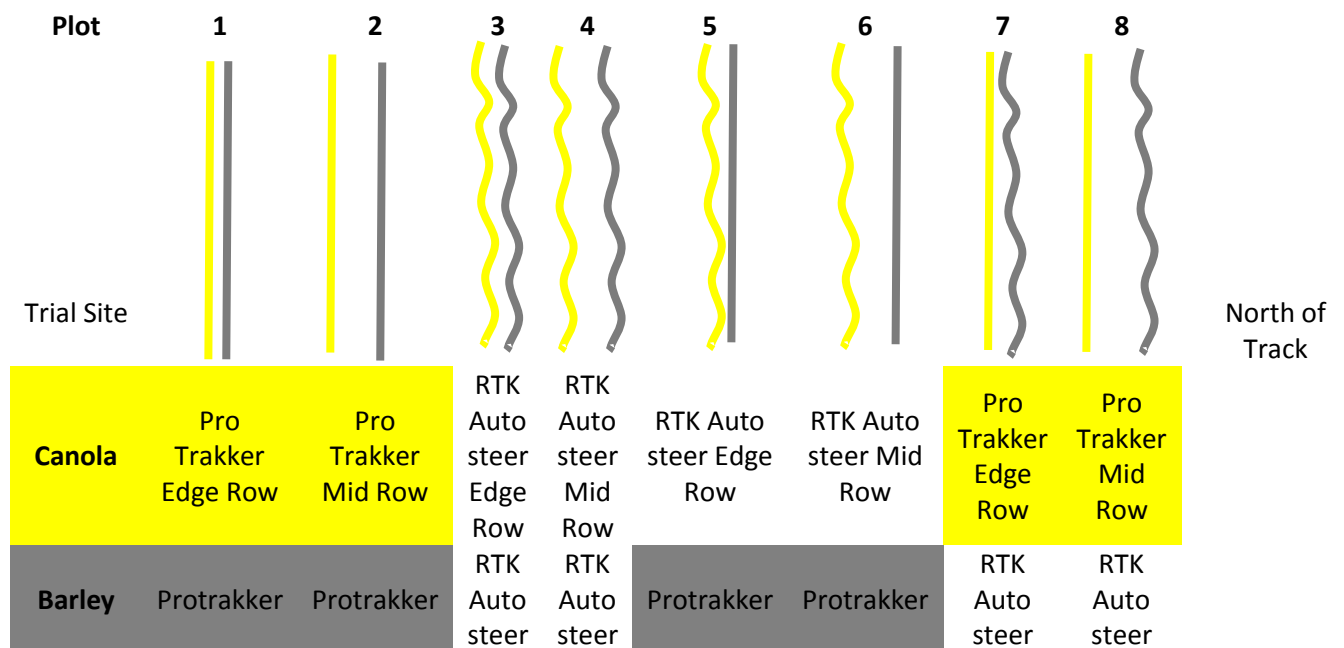 Plot 1 2 3 4 5 6 7 8
Trial Site
North of
Track
Canola
Pro
Trakker
Edge Row
Pro
Trakker
Mid Row
RTK
Auto
steer
Edge
Row
RTK
Auto
steer
Mid
Row
RTK Auto
steer Edge
Row
RTK Auto
steer Mid
Row
Pro
Trakker
Edge
Row
Pro
Trakker
Mid
Row
Barley
Protrakker
Protrakker
RTK
Auto
steer
RTK
Auto
steer
Protrakker
Protrakker
RTK
Auto
steer
RTK
Auto
steer